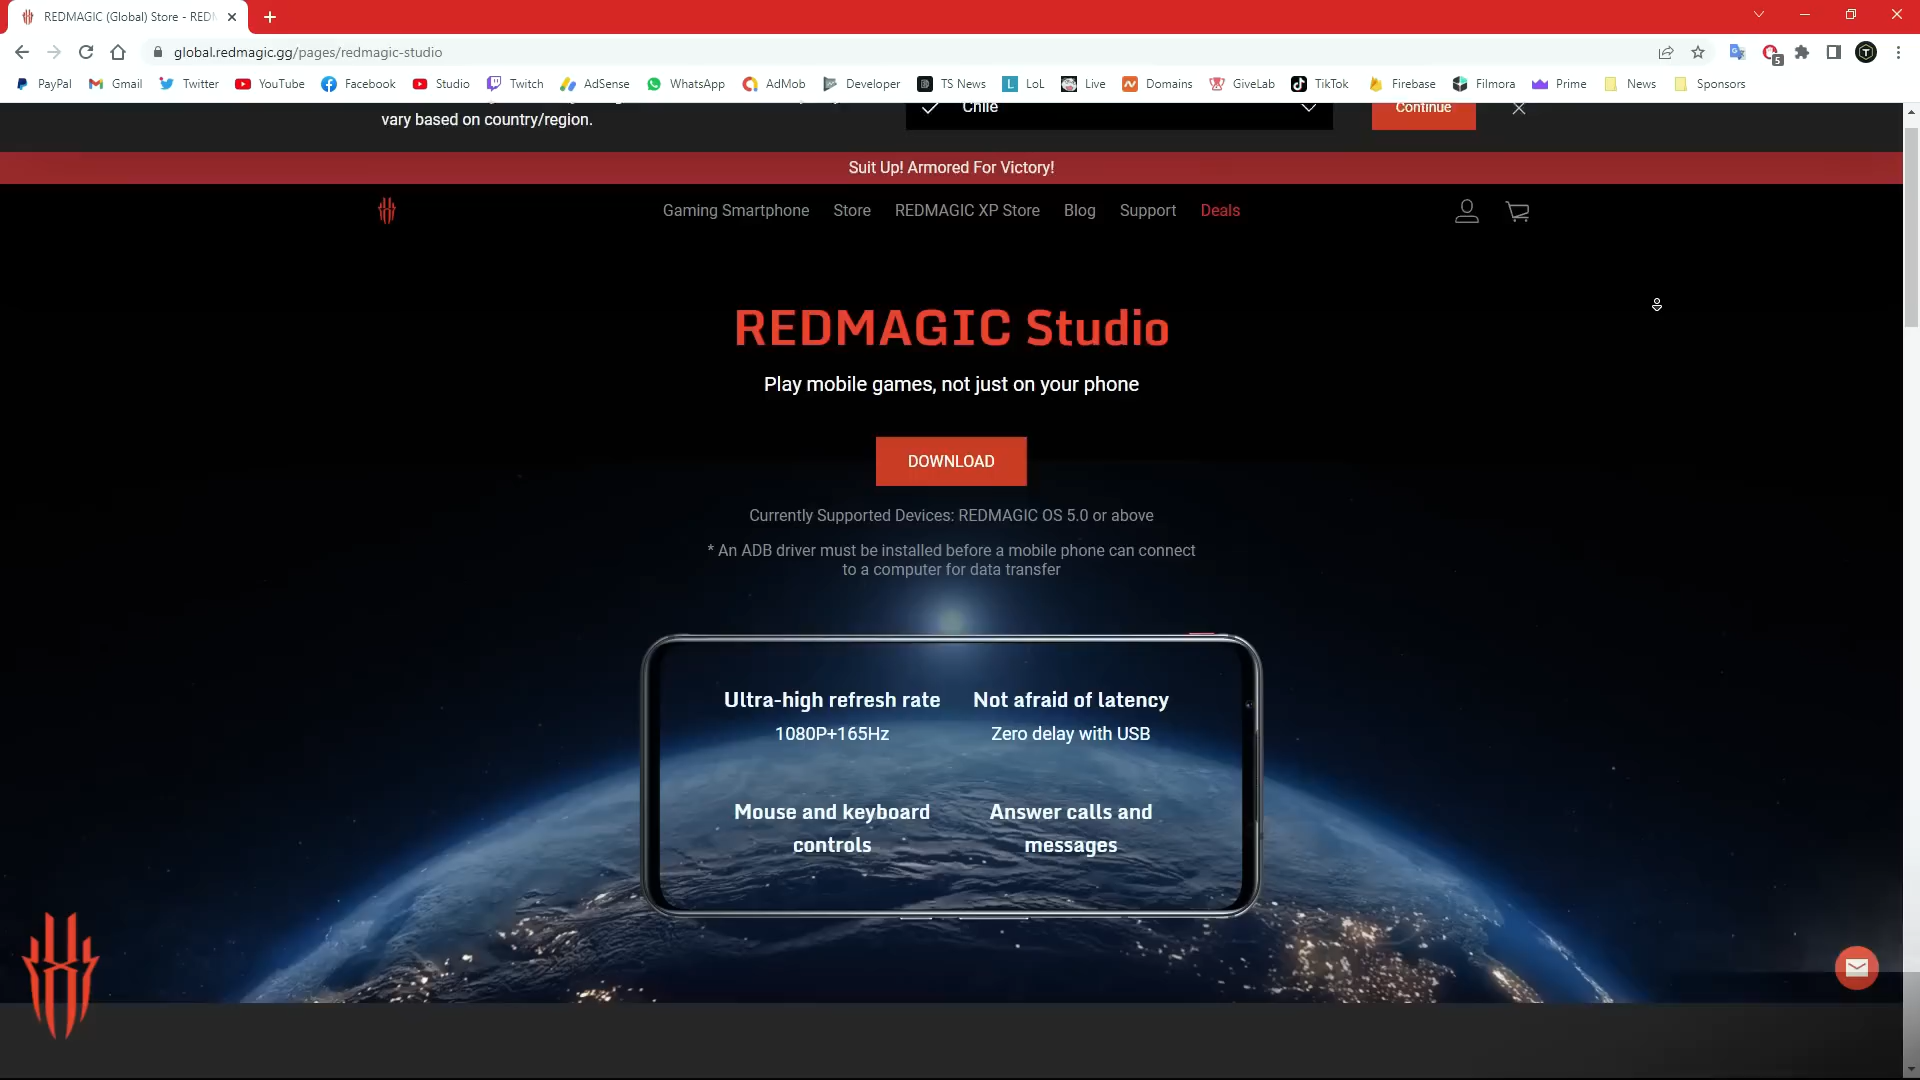 REDMAGIC (Global) Store - RED
global.redmagic.gg/pages/redmagic-studio
5
PayPal Gmail Twitter YouTube Facebook Studio Twitch AdSense WhatsApp AdMob Developer TS News LoL Live Domains GiveLab TikTok Firebase Filmora Prime News Sponsors
vary based on country/region.
Chile
Continue
Suit Up! Armored For Victory!
Gaming Smartphone Store REDMAGIC XP Store Blog Support Deals
REDMAGIC Studio
Play mobile games, not just on your phone
DOWNLOAD
Currently Supported Devices: REDMAGIC OS 5.0 or above
* An ADB driver must be installed before a mobile phone can connect
to a computer for data transfer
Ultra-high refresh rate
1080P+165Hz
Not afraid of latency
Zero delay with USB
Mouse and keyboard
controls
Answer calls and
messages